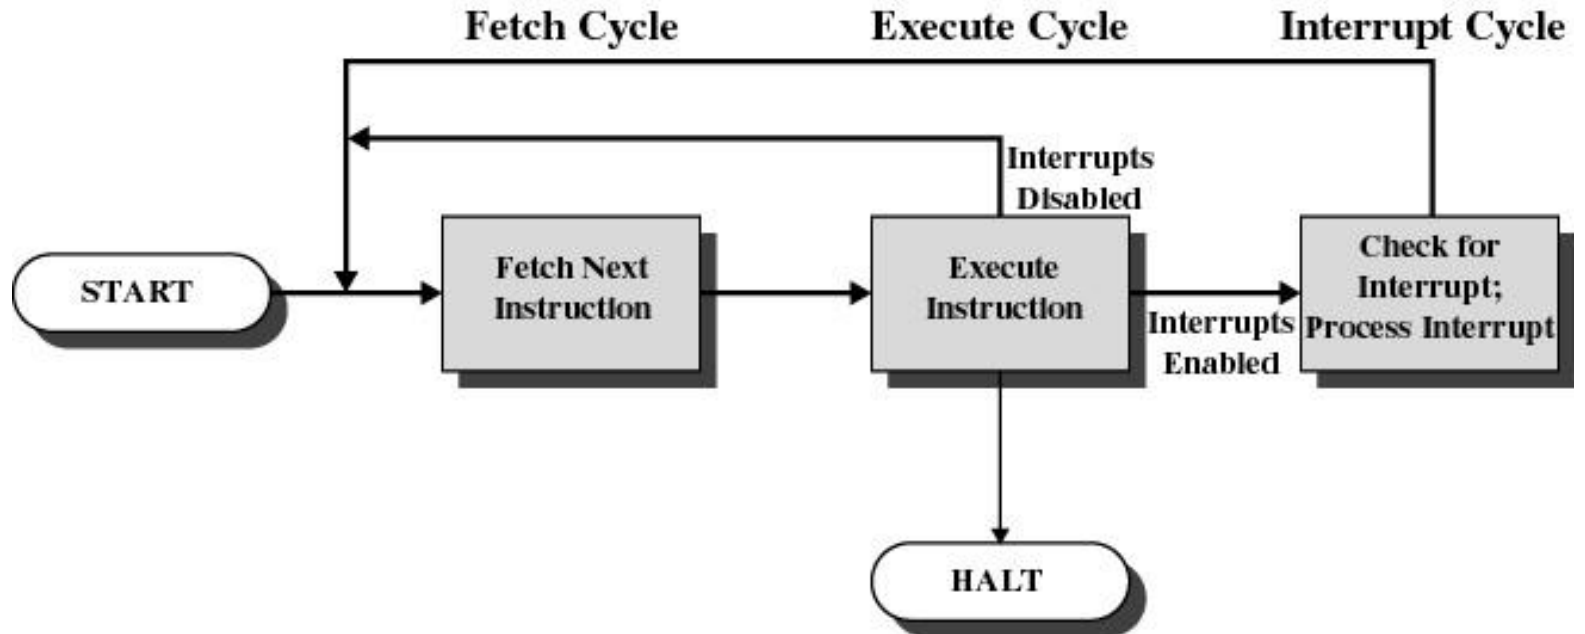 Fetch Cycle
Execute Cycle
Interrupt Cycle
Interrupts
Disabled
START
Fetch Next
Instruction
Execute
Instruction
Interrupts
Enabled
Check for
Interrupt;
Process Interrupt
HALT